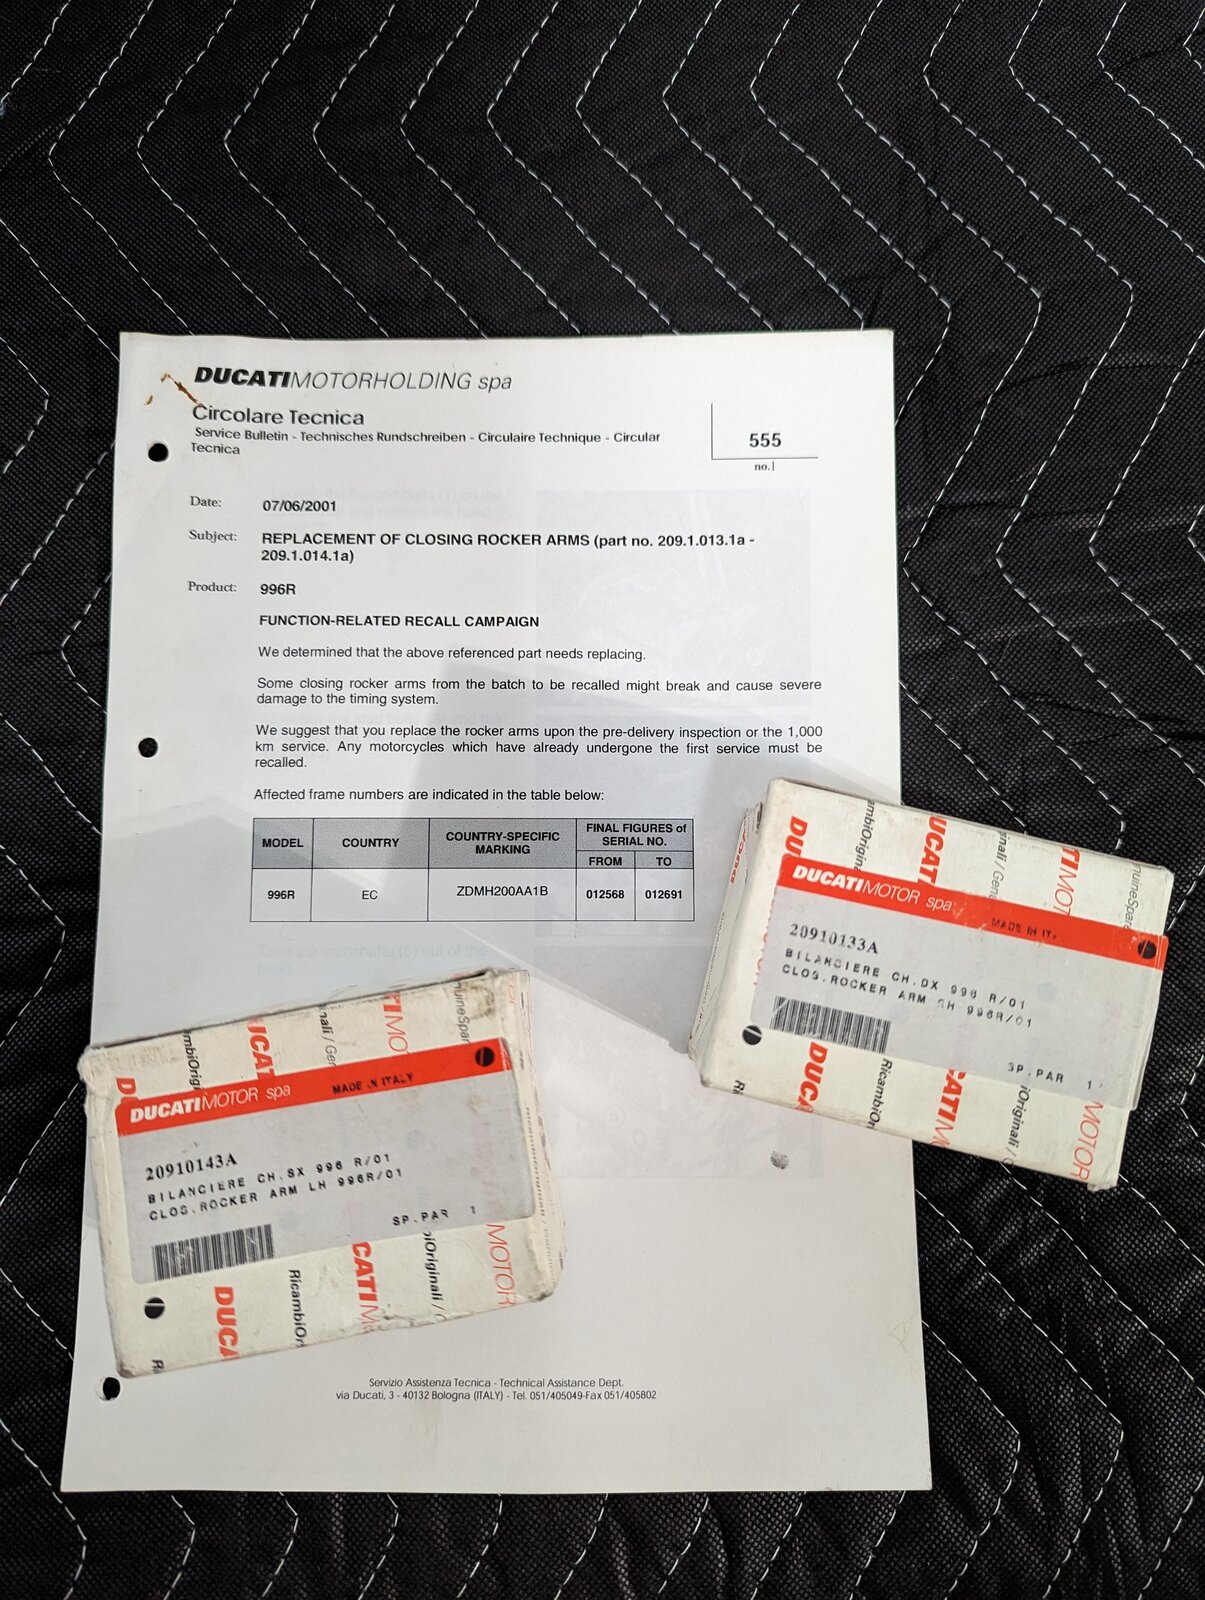 DUCATIMOTORHOLDING spa
Circolare Tecnica
Service Bulletin - Technisches Rundschreiben - Circulaire Technique - Circular
Tecnica
555
no.1
Date: 07/06/2001
Subject: REPLACEMENT OF CLOSING ROCKER ARMS (part no. 209.1.013.1a -
209.1.014.1a)
Product: 996R
FUNCTION-RELATED RECALL CAMPAIGN
We determined that the above referenced part needs replacing.
Some closing rocker arms from the batch to be recalled might break and cause severe
damage to the timing system.
We suggest that you replace the rocker arms upon the pre-delivery inspection or the 1,000
km service. Any motorcycles which have already undergone the first service must be
recalled.
Affected frame numbers are indicated in the table below:
MODEL COUNTRY COUNTRY-SPECIFIC MARKING FINAL FIGURES of SERIAL NO.
FROM TO
996R EC ZDMH200AA1B 012568 012691
DUCATIMOTOR spa MADE IN
20910133A
BILANCIERE CH.DX 996 R/01
CLOS.ROCKER ARM RH 996R/01
SP.PAR 1
DUCATIMOTOR spa MADE IN ITALY
20910143A
BILANCIERE CH.SX 996 R/01
CLOS.ROCKER ARM LH 996R/01
SP.PAR 1
Servizio Assistenza Tecnica - Technical Assistance Dept.
via Ducati, 3 - 40132 Bologna (ITALY) - Tel. 051/405049-Fax 051/405802